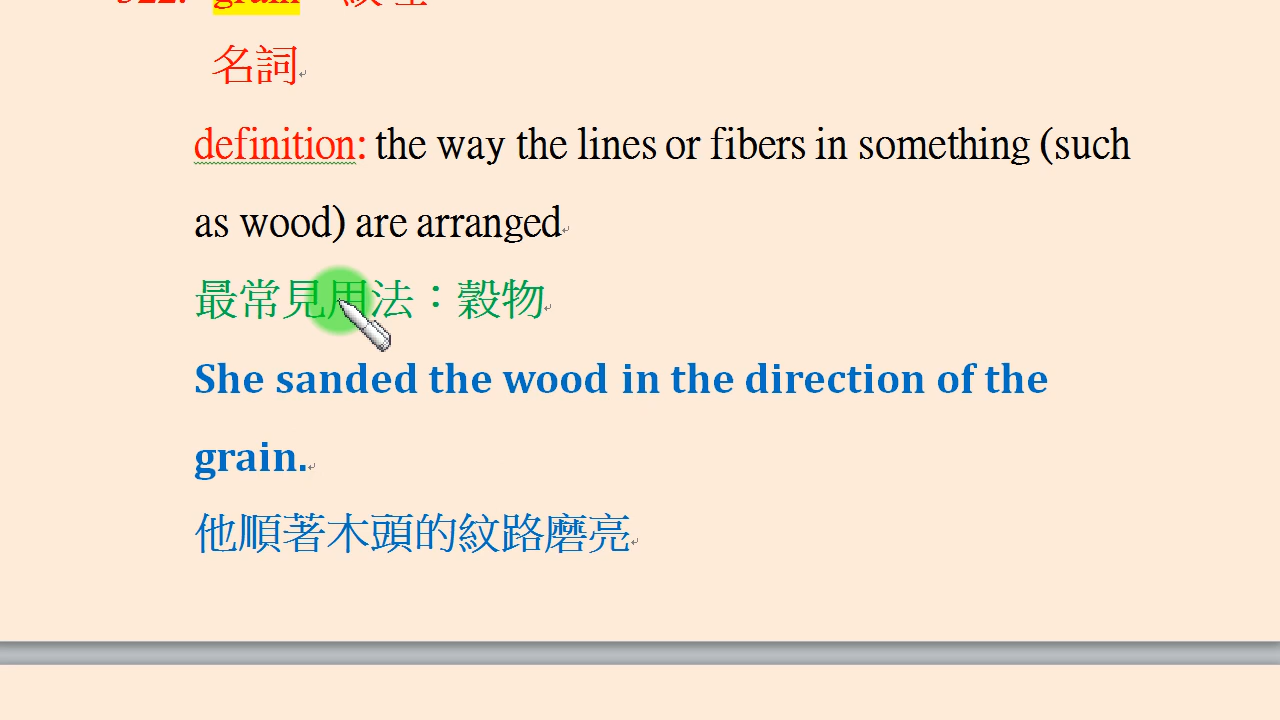 名詞
definition: the way the lines or fibers in something (such
as wood) are arranged
最常見用法：穀物
She sanded the wood in the direction of the
grain.
他順著木頭的紋路磨亮